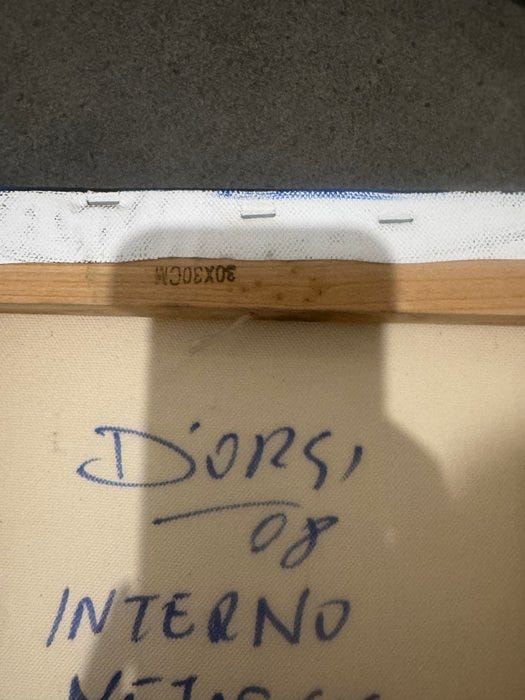 30X30CM
D'ORSI
08
INTERNO